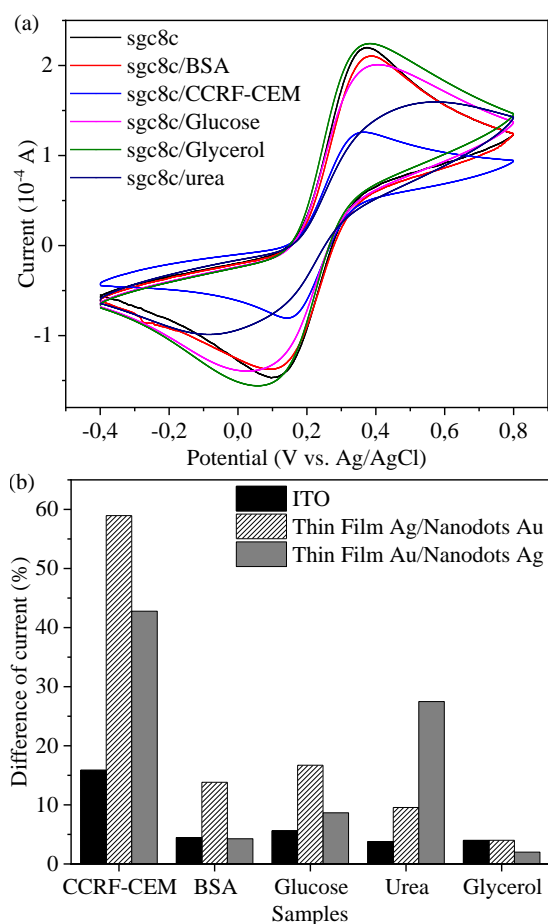 (a)
sgc8c
sgc8c/BSA
sgc8c/CCRF-CEM
sgc8c/Glucose
sgc8c/Glycerol
sgc8c/urea
Current (10⁻⁴ A)
2
1
0
-1
-0,4 -0,2 0,0 0,2 0,4 0,6 0,8
Potential (V vs. Ag/AgCl)
(b)
ITO
Thin Film Ag/Nanodots Au
Thin Film Au/Nanodots Ag
Difference of current (%)
60
50
40
30
20
10
0
CCRF-CEM BSA Glucose Urea Glycerol
Samples